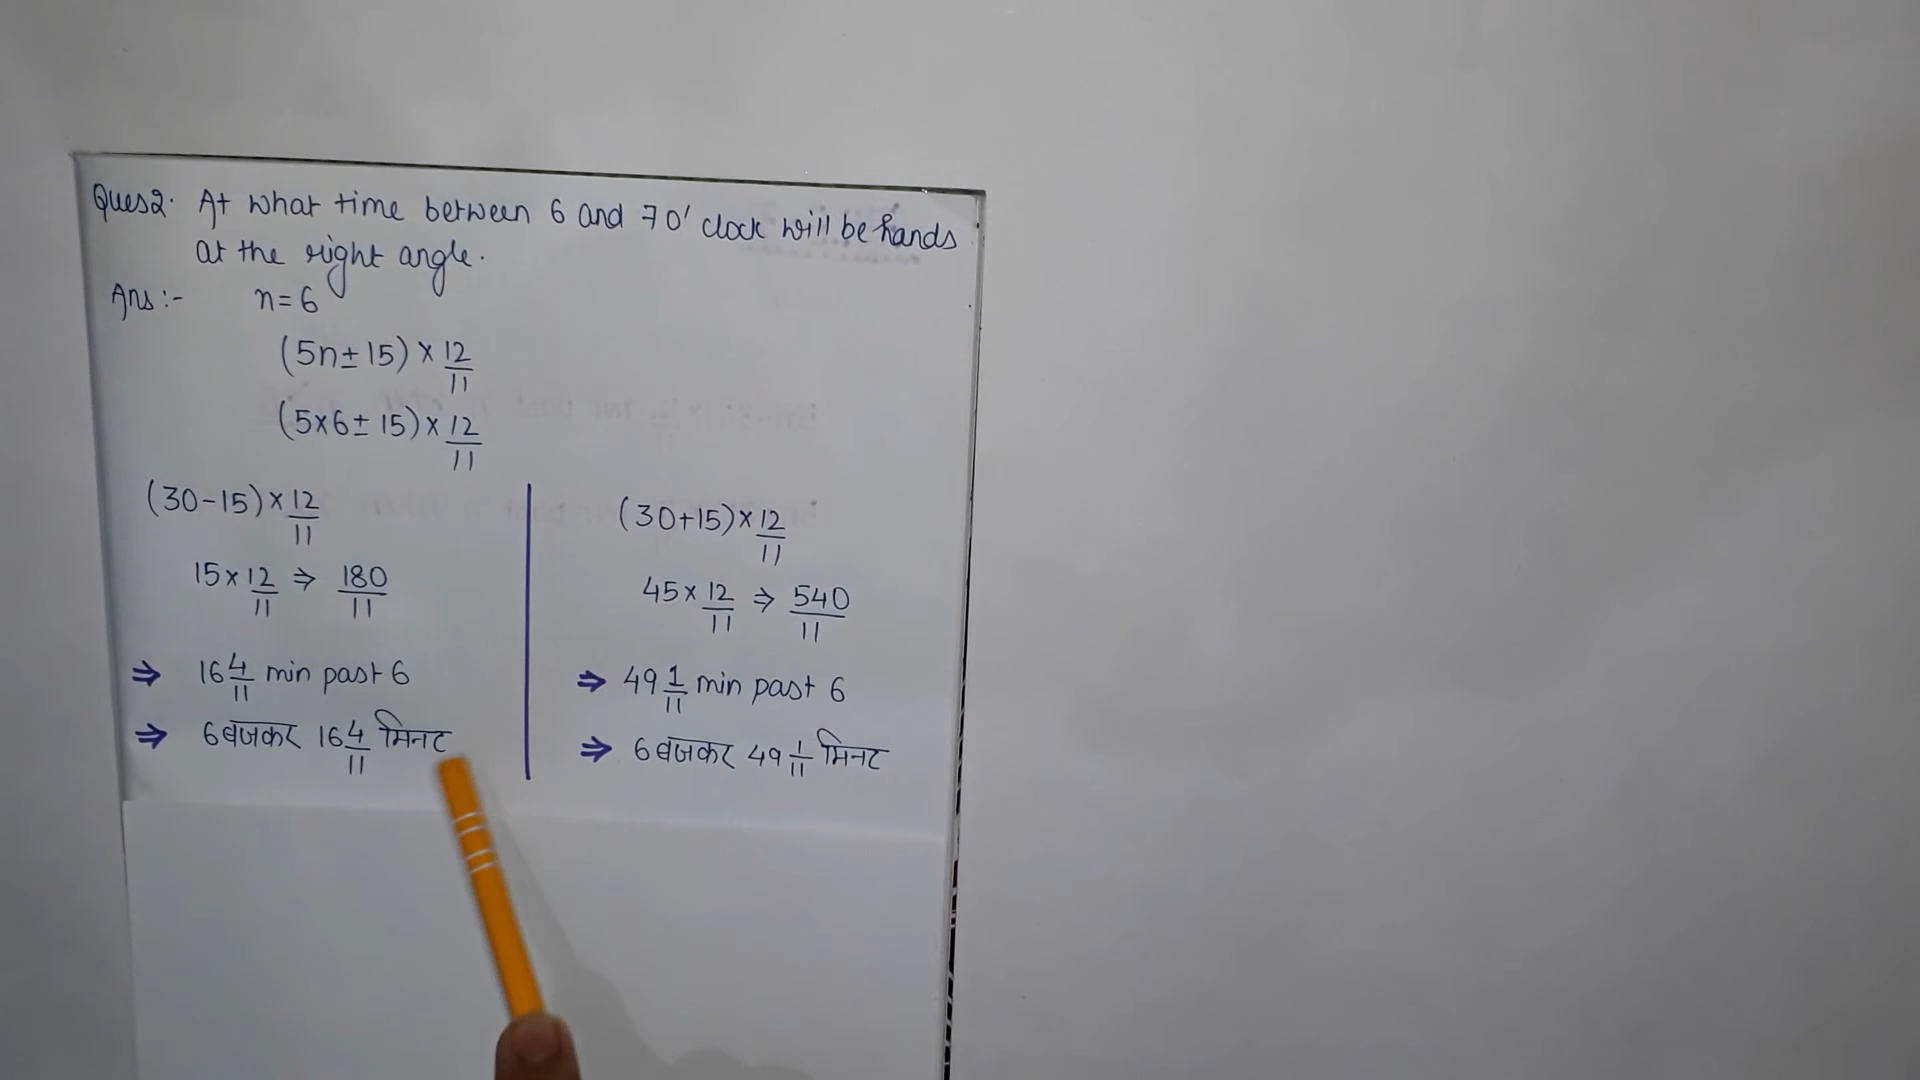 Ques2. At what time between 6 and 7 0' clock will be hands
at the right angle.
Ans :- n=6
(5n±15) × 12/11
(5×6±15) × 12/11
(30-15) × 12/11
15 × 12/11 ⇒ 180/11
⇒ 16 4/11 min past 6
⇒ 6 बजकर 16 4/11 मिनट
(30+15) × 12/11
45 × 12/11 ⇒ 540/11
⇒ 49 1/11 min past 6
⇒ 6 बजकर 49 1/11 मिनट